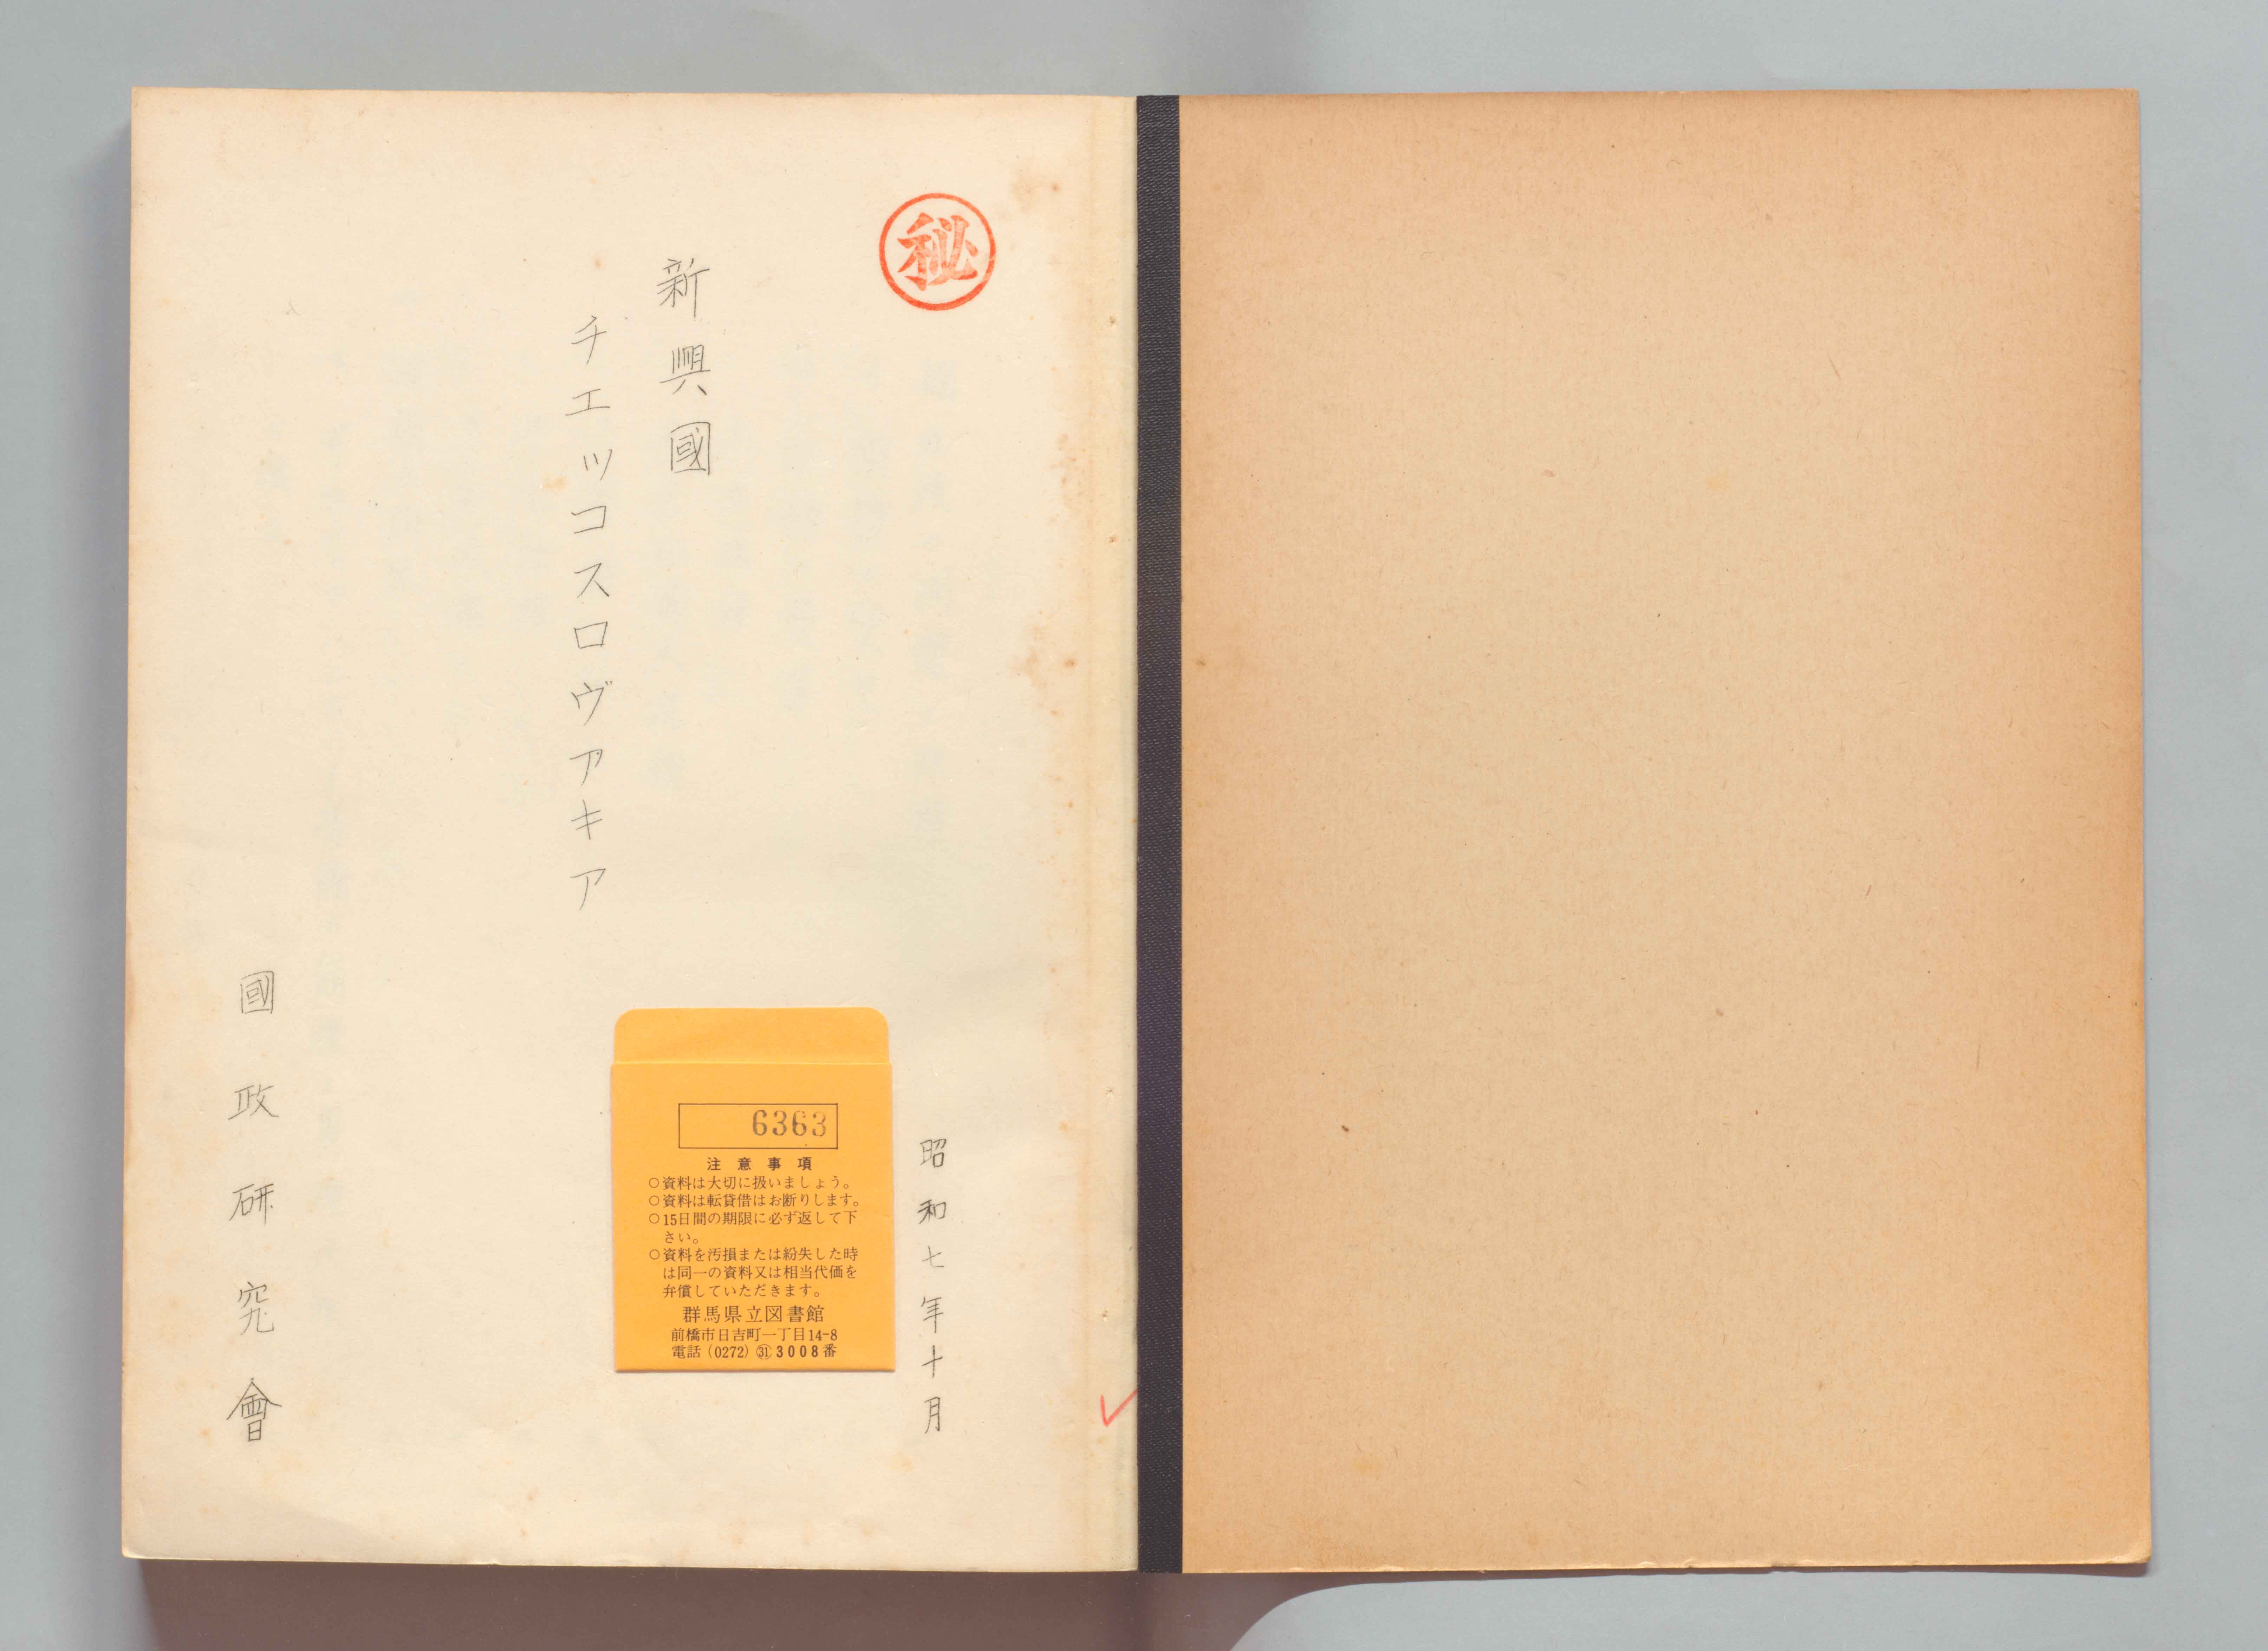 秘
新興國
チエツコスロヴアキア
昭和七年十月
國政研究會
6363
注意事項
○資料は大切に扱いましょう。
○資料は転貸借はお断りします。
○15日間の期限に必ず返して下
さい。
○資料を汚損または紛失した時
は同一の資料又は相当代価を
弁償していただきます。
群馬県立図書館
前橋市日吉町一丁目14-8
電話(0272)㉛3008番